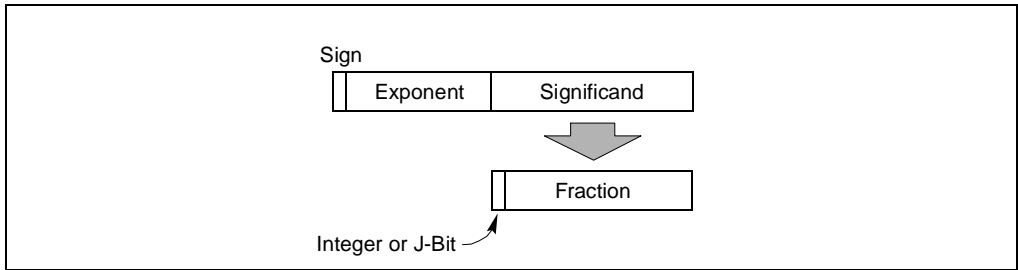 Sign
Exponent Significand
Fraction
Integer or J-Bit